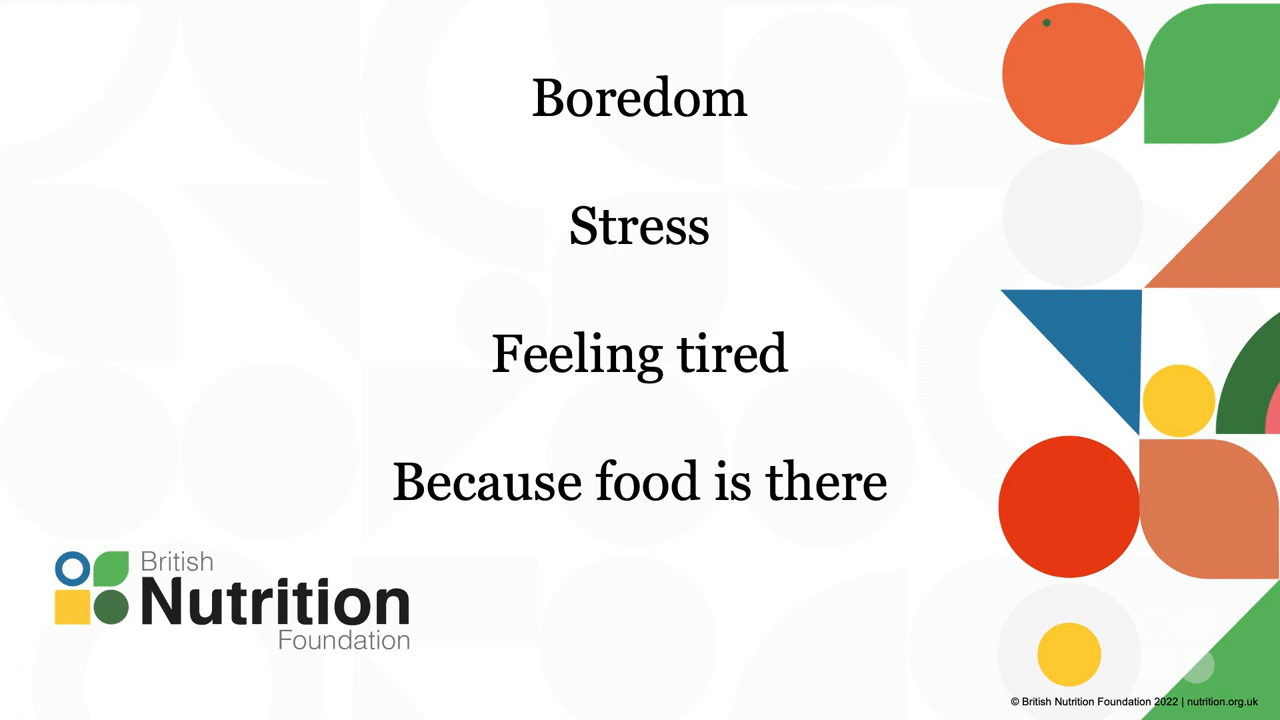 Boredom
Stress
Feeling tired
Because food is there
British
Nutrition
Foundation
© British Nutrition Foundation 2022 | nutrition.org.uk